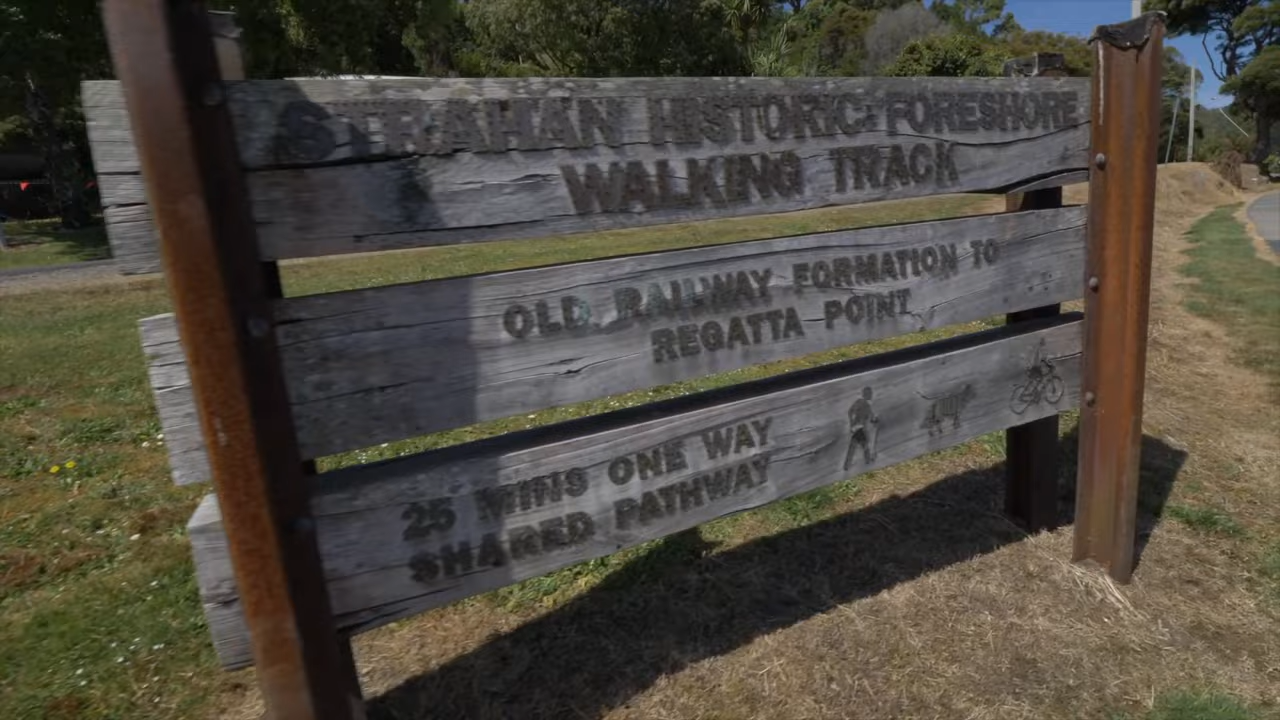 STRAHAN HISTORIC FORESHORE
WALKING TRACK
OLD RAILWAY FORMATION TO
REGATTA POINT
25 MINS ONE WAY
SHARED PATHWAY